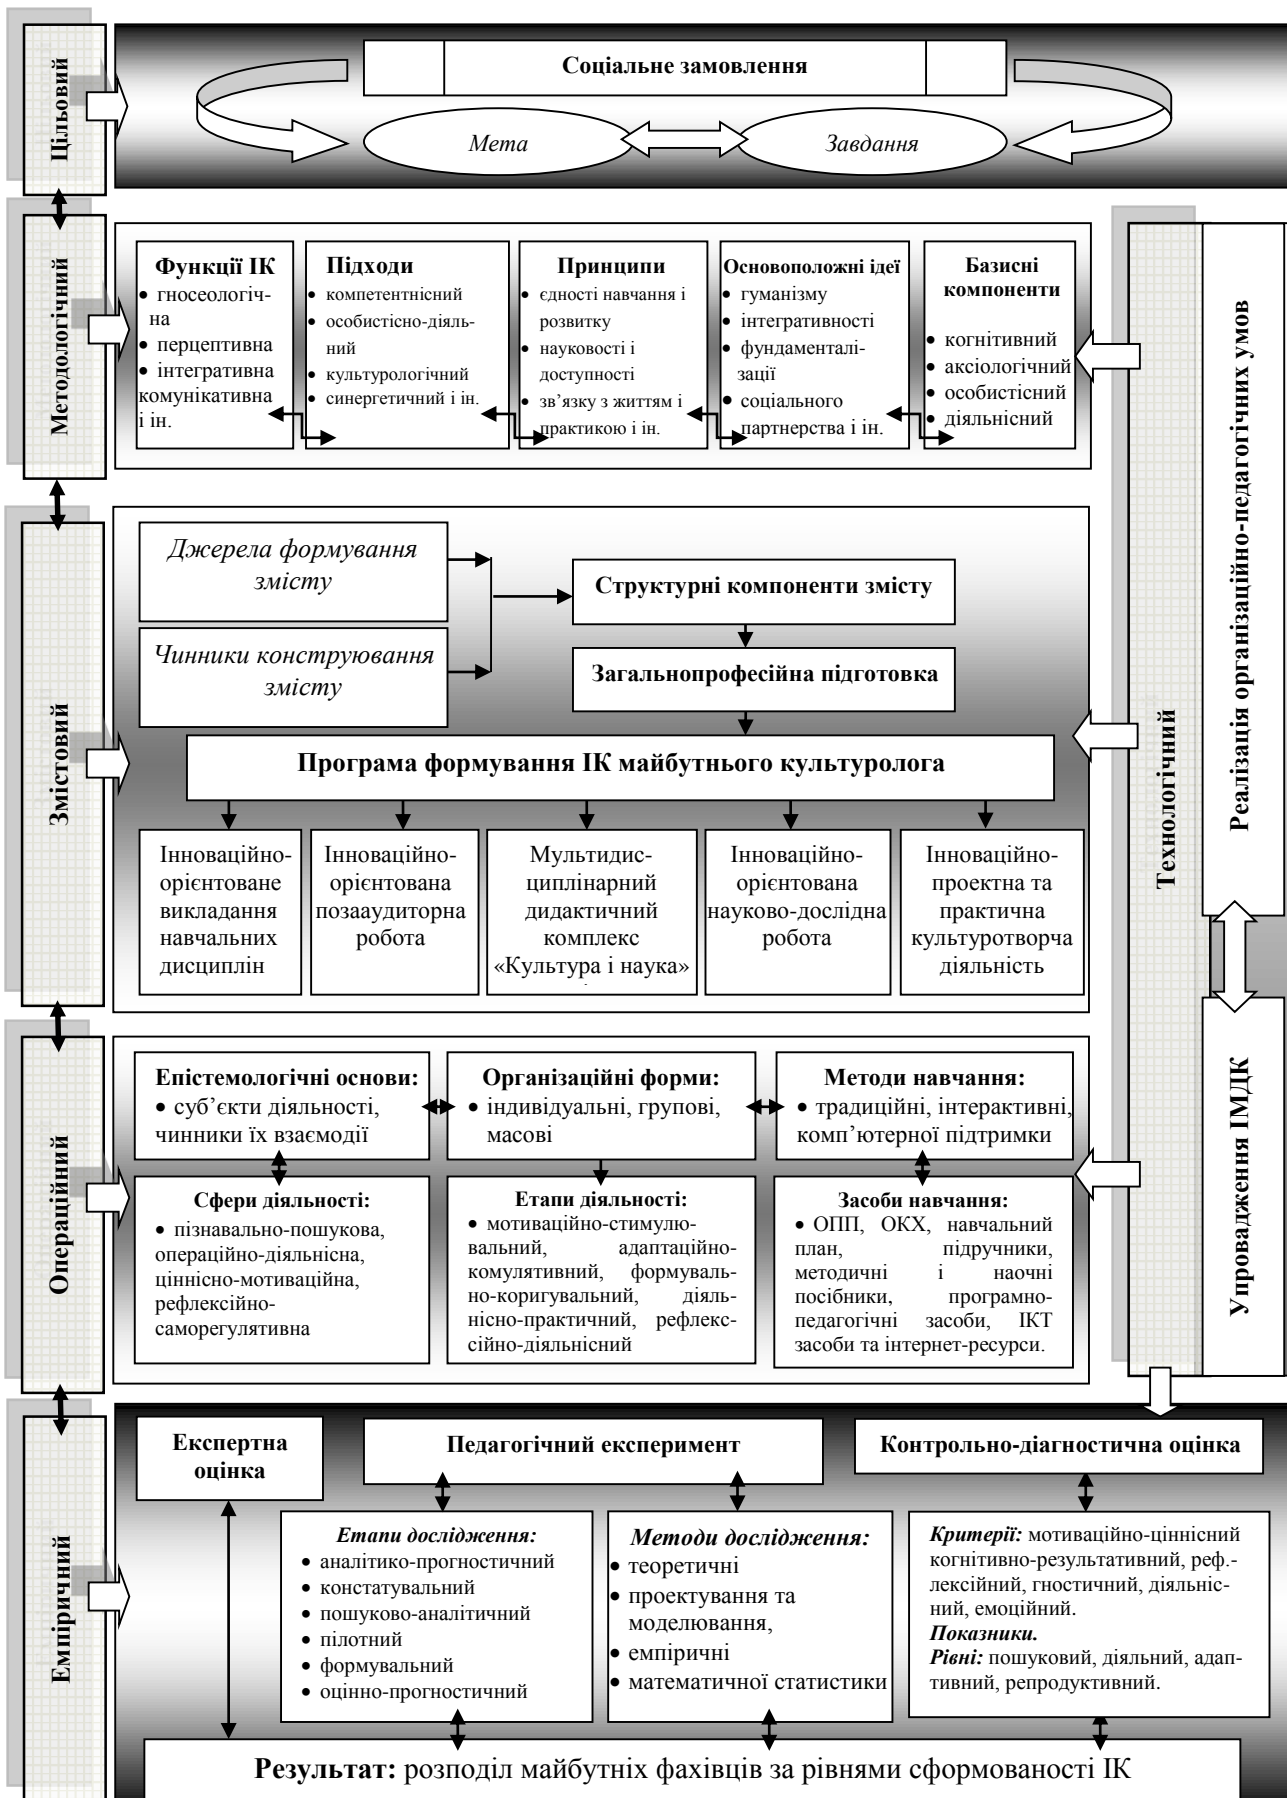 Цільовий
Соціальне замовлення
Мета
Завдання
Методологічний
Функції ІК
• гносеологіч-
на
• перцептивна
• інтегративна
комунікативна
і ін.
Підходи
• компетентнісний
• особистісно-діяль-
ний
• культурологічний
• синергетичний і ін.
Принципи
• єдності навчання і
розвитку
• науковості і
доступності
• зв’язку з життям і
практикою і ін.
Основоположні ідеї
• гуманізму
• інтегративності
• фундаменталі-
зації
• соціального
партнерства і ін.
Базисні
компоненти
• когнітивний
• аксіологічний
• особистісний
• діяльнісний
Технологічний
Реалізація організаційно-педагогічних умов
Упровадження ІМДК
Змістовий
Джерела формування
змісту
Чинники конструювання
змісту
Структурні компоненти змісту
Загальнопрофесійна підготовка
Програма формування ІК майбутнього культуролога
Інноваційно-
орієнтоване
викладання
навчальних
дисциплін
Інноваційно-
орієнтована
позааудиторна
робота
Мультидис-
циплінарний
дидактичний
комплекс
«Культура і наука»
Інноваційно-
орієнтована
науково-дослідна
робота
Інноваційно-
проектна та
практична
культуротворча
діяльність
Операційний
Епістемологічні основи:
• суб’єкти діяльності,
чинники їх взаємодії
Організаційні форми:
• індивідуальні, групові,
масові
Методи навчання:
• традиційні, інтерактивні,
комп’ютерної підтримки
Сфери діяльності:
• пізнавально-пошукова,
операційно-діяльнісна,
ціннісно-мотиваційна,
рефлексійно-
саморегулятивна
Етапи діяльності:
• мотиваційно-стимулю-
вальний, адаптаційно-
комулятивний, формуваль-
но-коригувальний, діяль-
нісно-практичний, рефлекс-
сійно-діяльнісний
Засоби навчання:
• ОПП, ОКХ, навчальний
план, підручники,
методичні і наочні
посібники, програмно-
педагогічні засоби, ІКТ
засоби та інтернет-ресурси.
Емпіричний
Експертна
оцінка
Педагогічний експеримент
Контрольно-діагностична оцінка
Етапи дослідження:
• аналітико-прогностичний
• констатувальний
• пошуково-аналітичний
• пілотний
• формувальний
• оцінно-прогностичний
Методи дослідження:
• теоретичні
• проектування та
моделювання,
• емпіричні
• математичної статистики
Критерії: мотиваційно-ціннісний
когнітивно-результативний, реф.-
лексійний, гностичний, діяльніс-
ний, емоційний.
Показники.
Рівні: пошуковий, діяльний, адап-
тивний, репродуктивний.
Результат: розподіл майбутніх фахівців за рівнями сформованості ІК